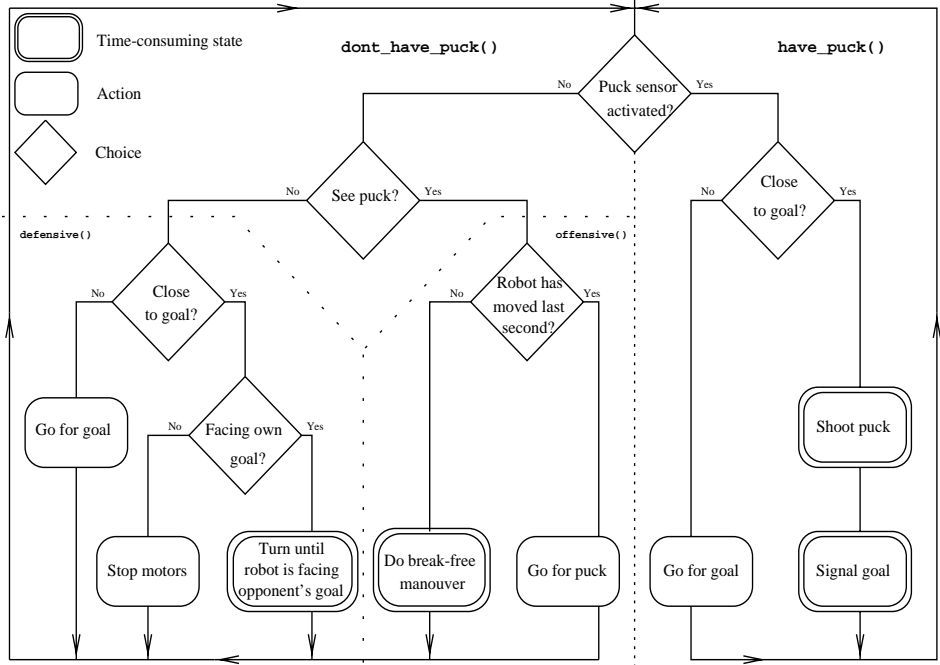 Time-consuming state
Action
Choice
dont_have_puck()
have_puck()
Puck sensor
activated?
No
Yes
See puck?
No
Yes
Close
to goal?
No
Yes
defensive()
offensive()
Close
to goal?
No
Yes
Robot has
moved last
second?
No
Yes
Go for goal
Facing own
goal?
No
Yes
Shoot puck
Stop motors
Turn until
robot is facing
opponent's goal
Do break-free
manouver
Go for puck
Go for goal
Signal goal